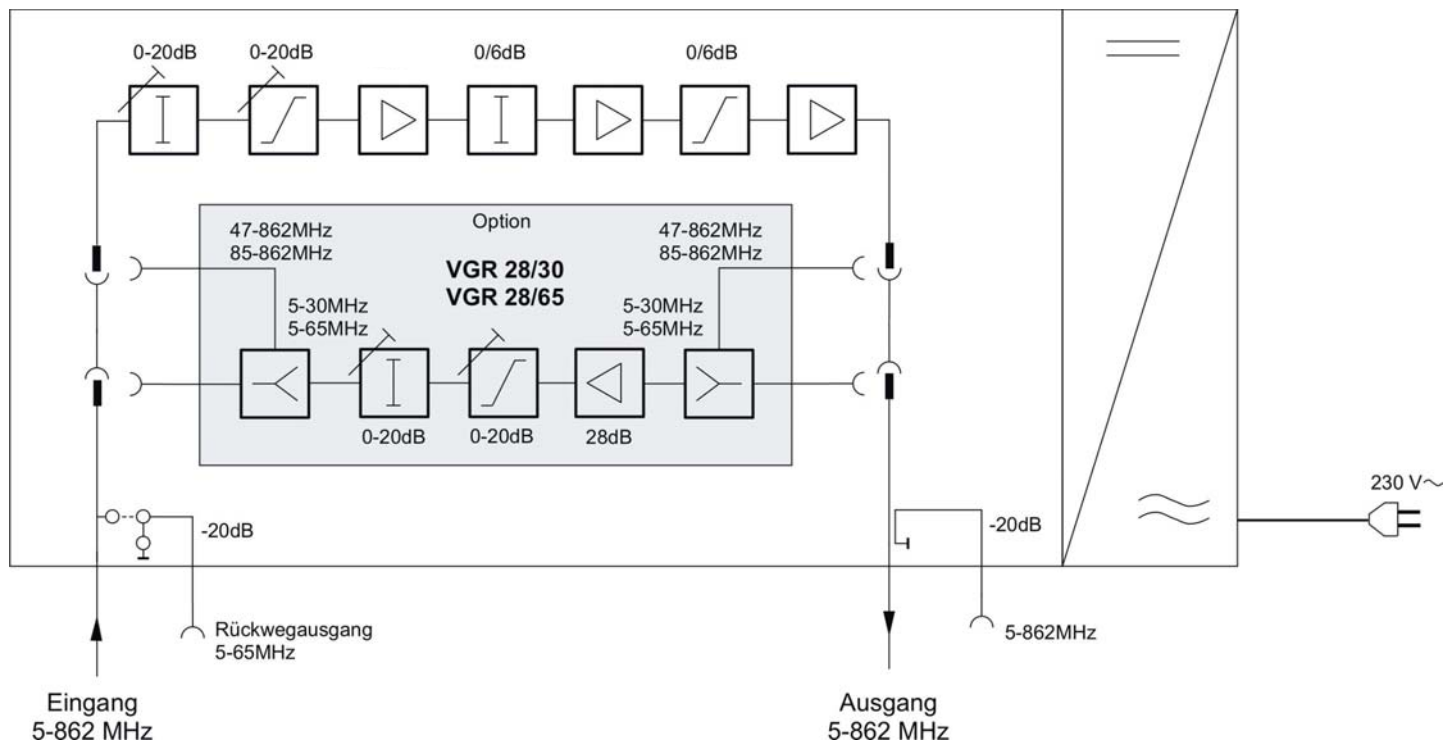 0-20dB
0-20dB
0/6dB
0/6dB
Option
47-862MHz
85-862MHz
47-862MHz
85-862MHz
VGR 28/30
VGR 28/65
5-30MHz
5-65MHz
5-30MHz
5-65MHz
0-20dB
0-20dB
28dB
230 V~
-20dB
-20dB
Rückwegausgang
5-65MHz
5-862MHz
Eingang
5-862 MHz
Ausgang
5-862 MHz